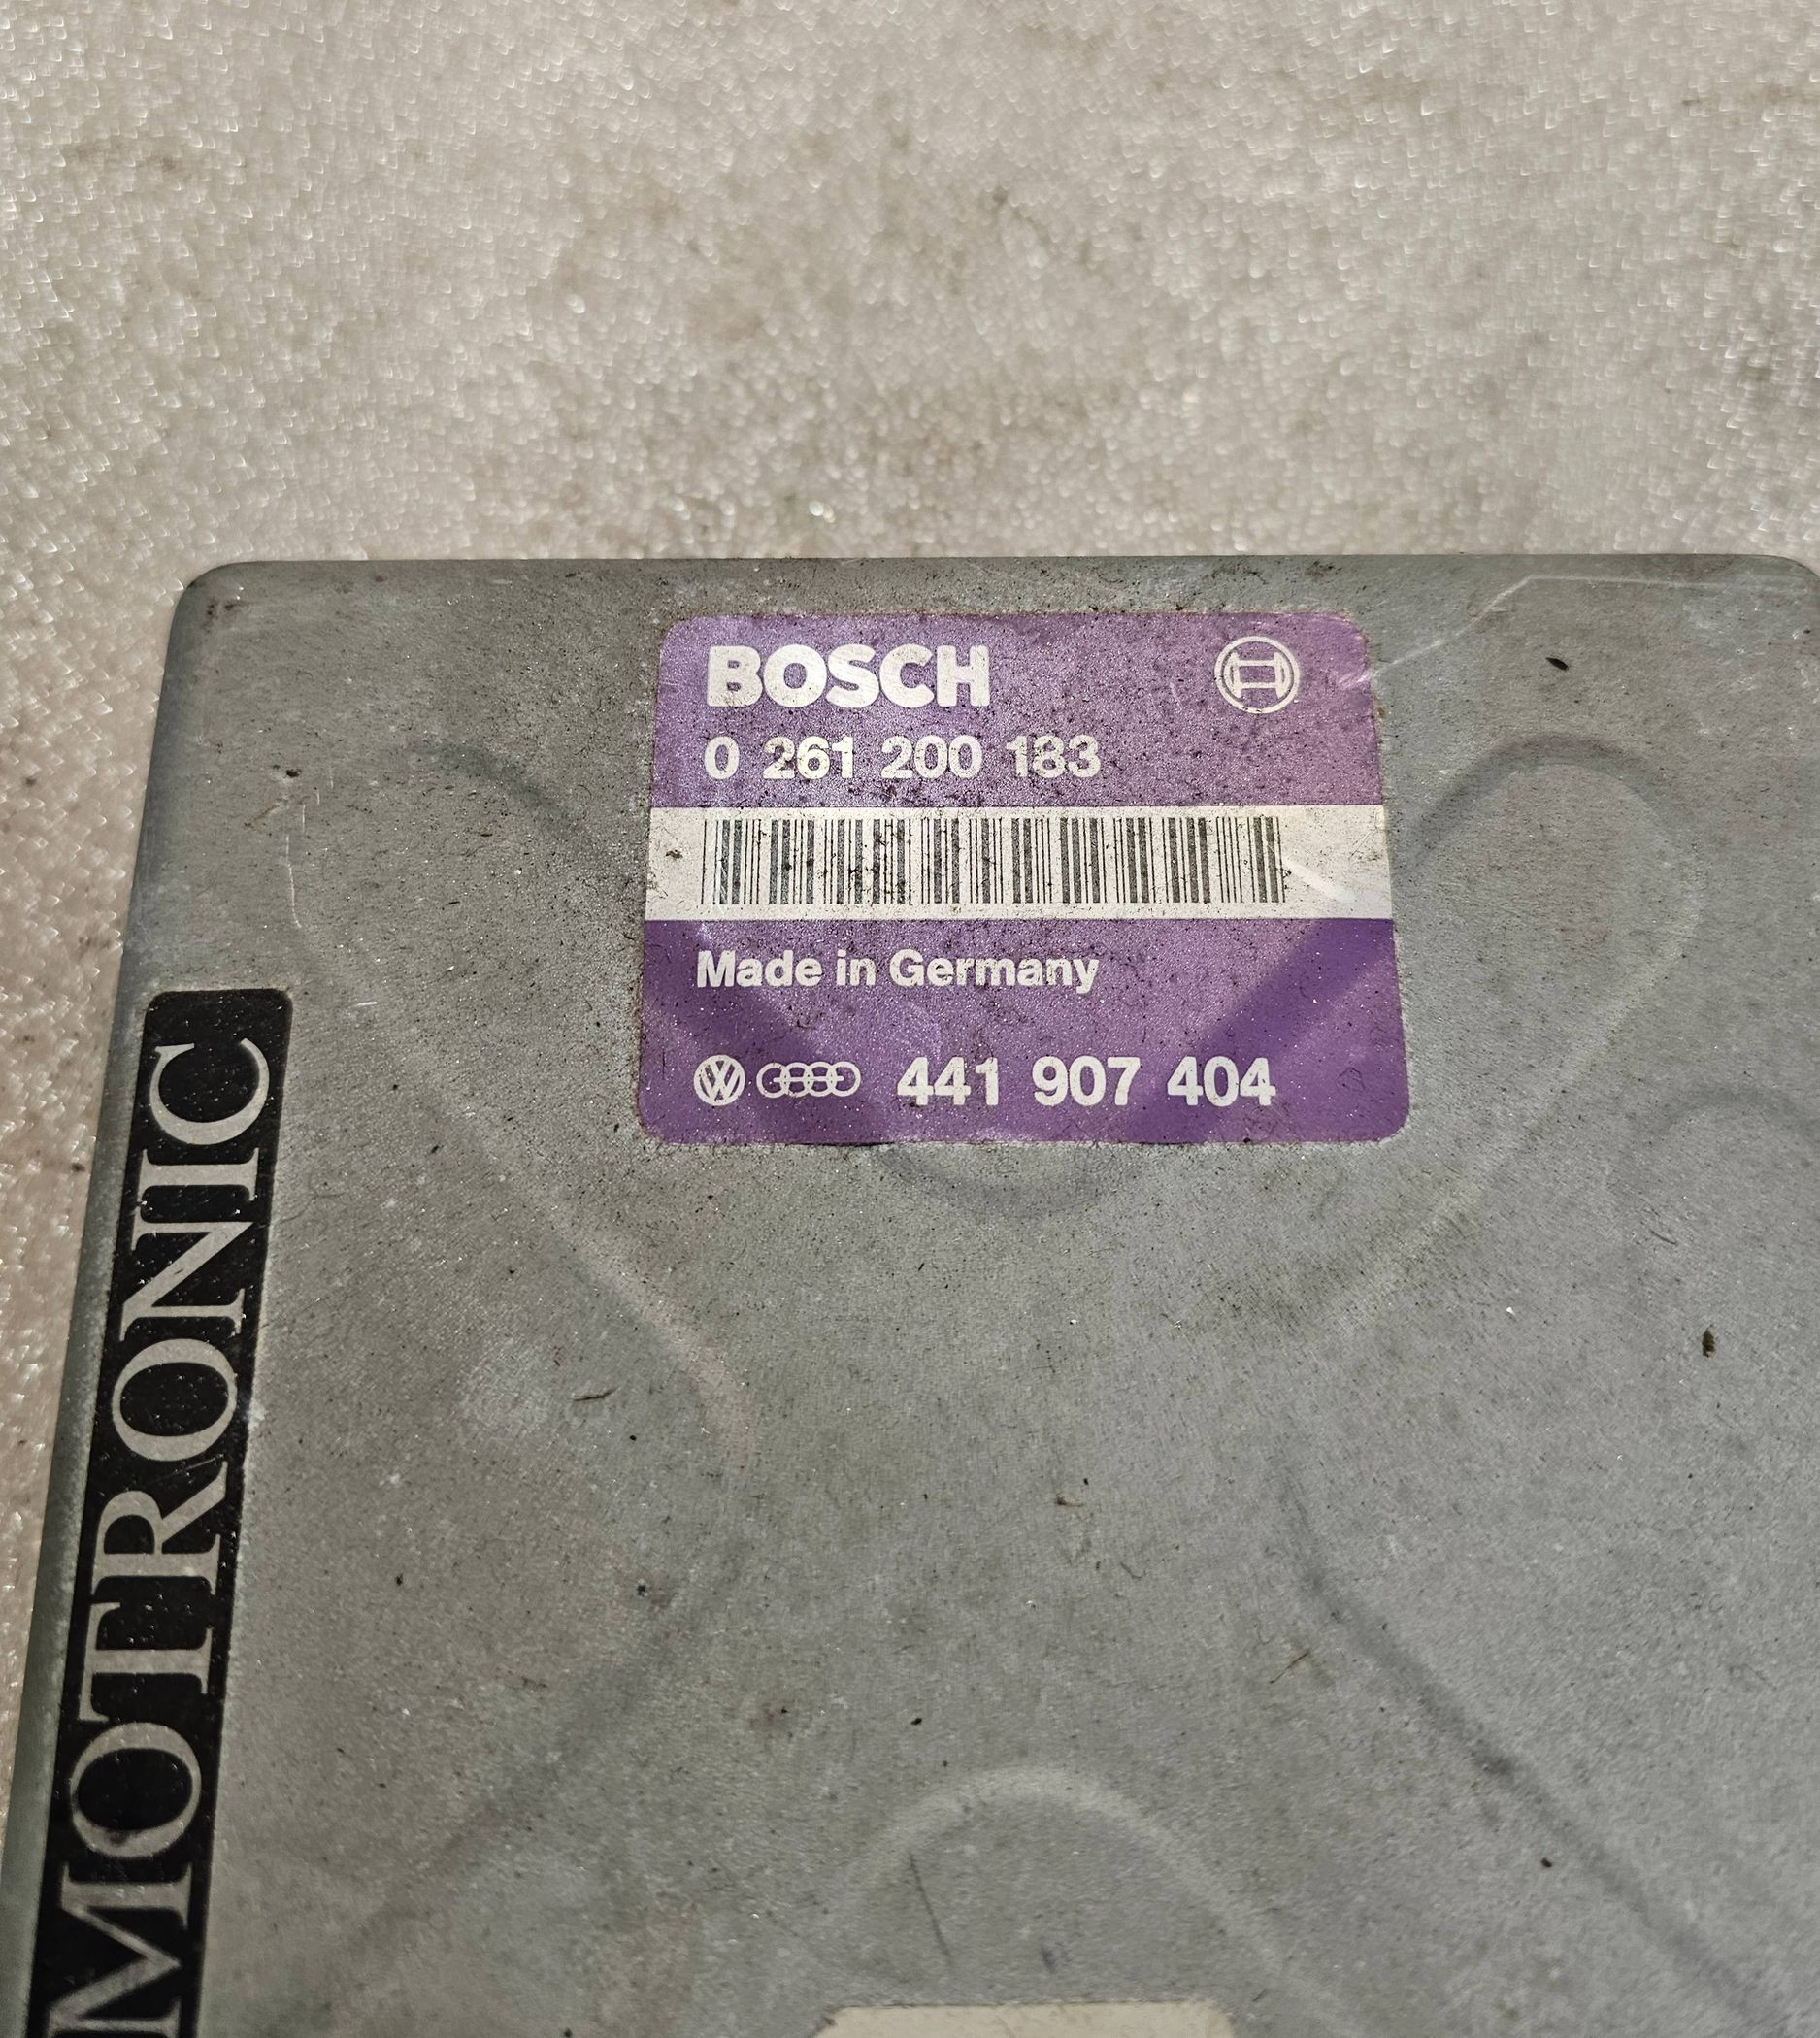 BOSCH
0 261 200 183
Made in Germany
441 907 404
MOTRONIC